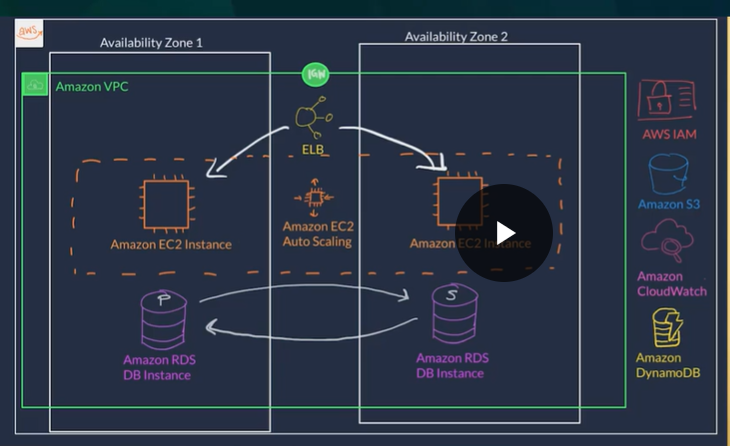 aws
Availability Zone 1
Availability Zone 2
Amazon VPC
IGW
ELB
AWS IAM
Amazon S3
Amazon EC2 Instance
Amazon EC2
Auto Scaling
Amazon EC2 Instance
Amazon
CloudWatch
P
S
Amazon RDS
DB Instance
Amazon RDS
DB Instance
Amazon
DynamoDB